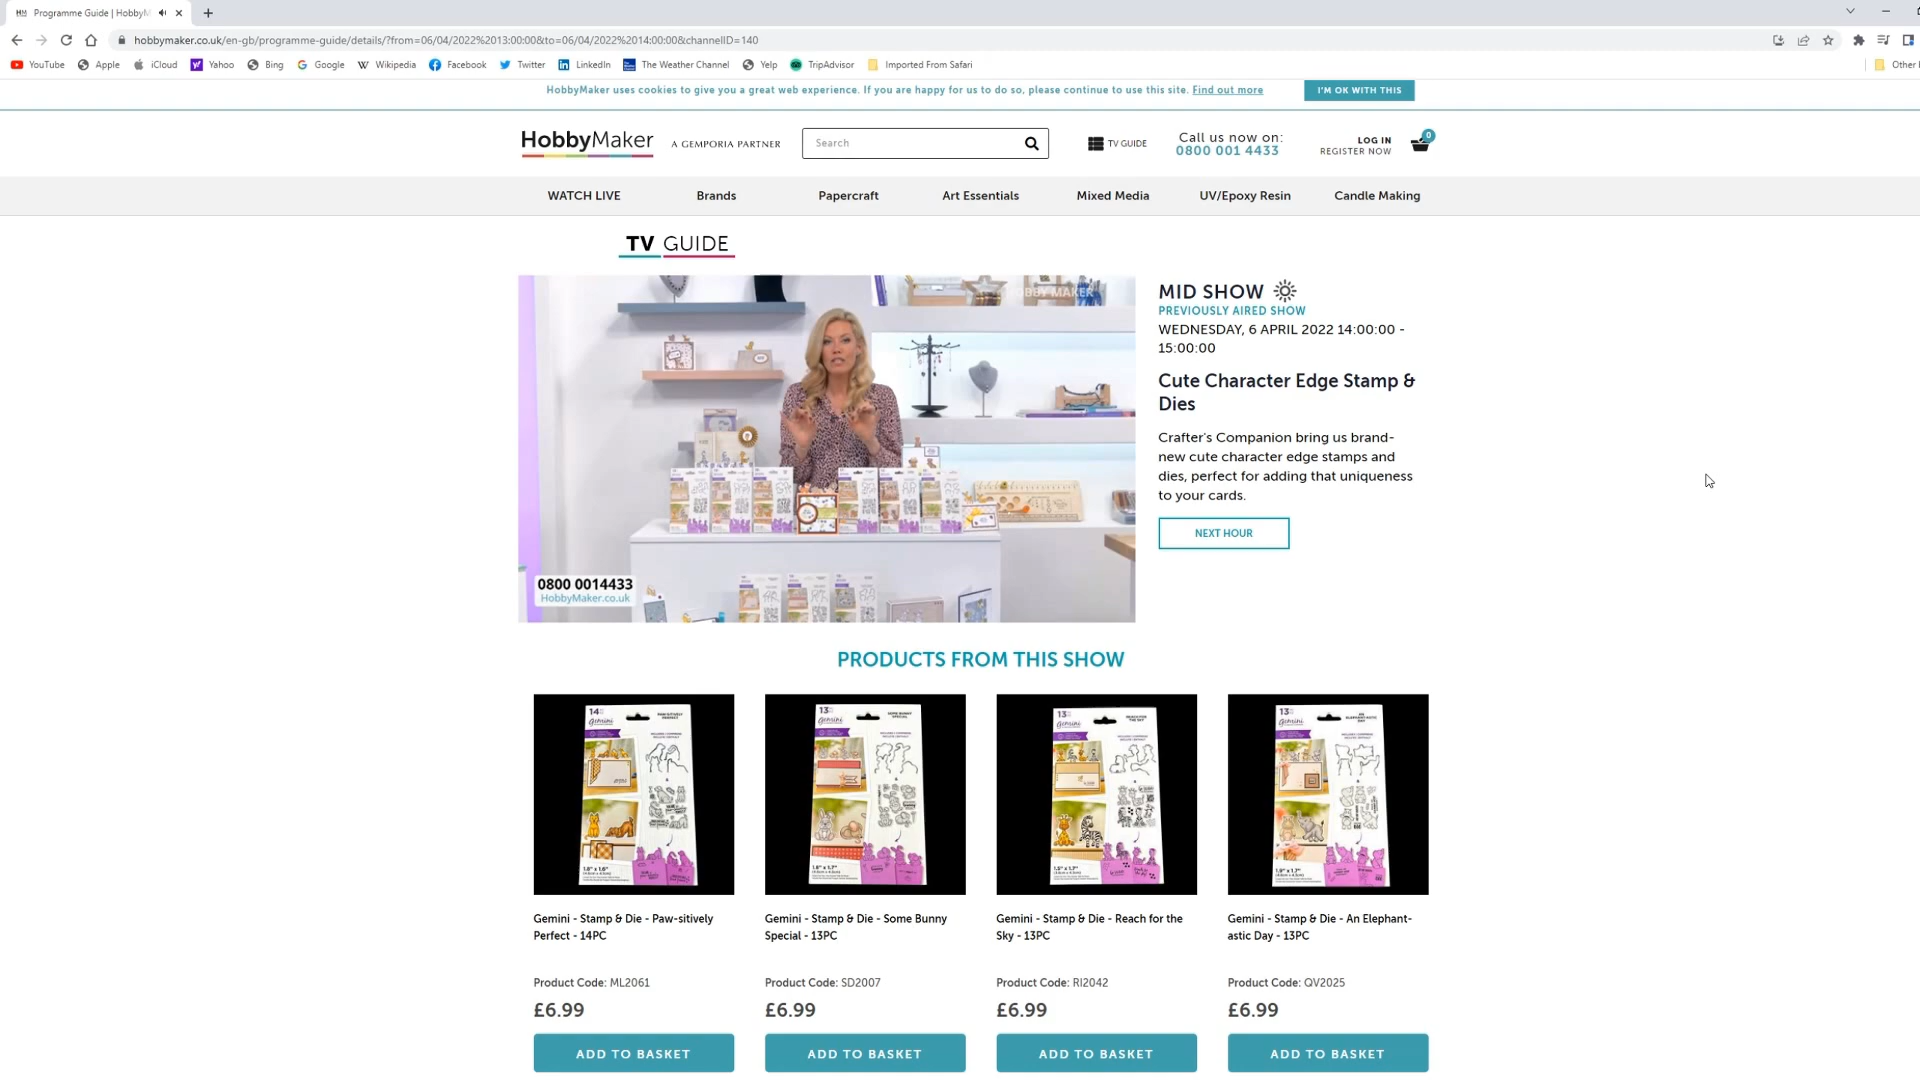 Programme Guide | HobbyM
hobbymaker.co.uk/en-gb/programme-guide/details/?from=06/04/2022%2013:00:00&to=06/04/2022%2014:00:00&channelID=140
YouTube Apple iCloud Yahoo Bing Google Wikipedia Facebook Twitter LinkedIn The Weather Channel Yelp TripAdvisor Imported From Safari Other
HobbyMaker uses cookies to give you a great web experience. If you are happy for us to do so, please continue to use this site. Find out more
I'M OK WITH THIS
HobbyMaker A GEMPORIA PARTNER
Search
TV GUIDE
Call us now on:
0800 001 4433
LOG IN
REGISTER NOW
0
WATCH LIVE Brands Papercraft Art Essentials Mixed Media UV/Epoxy Resin Candle Making
TV GUIDE
HOBBY MAKER
0800 0014433
HobbyMaker.co.uk
MID SHOW
PREVIOUSLY AIRED SHOW
WEDNESDAY, 6 APRIL 2022 14:00:00 -
15:00:00
Cute Character Edge Stamp &
Dies
Crafter's Companion bring us brand-
new cute character edge stamps and
dies, perfect for adding that uniqueness
to your cards.
NEXT HOUR
PRODUCTS FROM THIS SHOW
14
Gemini
13
Gemini
13
Gemini
13
Gemini
Gemini - Stamp & Die - Paw-sitively
Perfect - 14PC
Product Code: ML2061
£6.99
ADD TO BASKET
Gemini - Stamp & Die - Some Bunny
Special - 13PC
Product Code: SD2007
£6.99
ADD TO BASKET
Gemini - Stamp & Die - Reach for the
Sky - 13PC
Product Code: RI2042
£6.99
ADD TO BASKET
Gemini - Stamp & Die - An Elephant-
astic Day - 13PC
Product Code: QV2025
£6.99
ADD TO BASKET